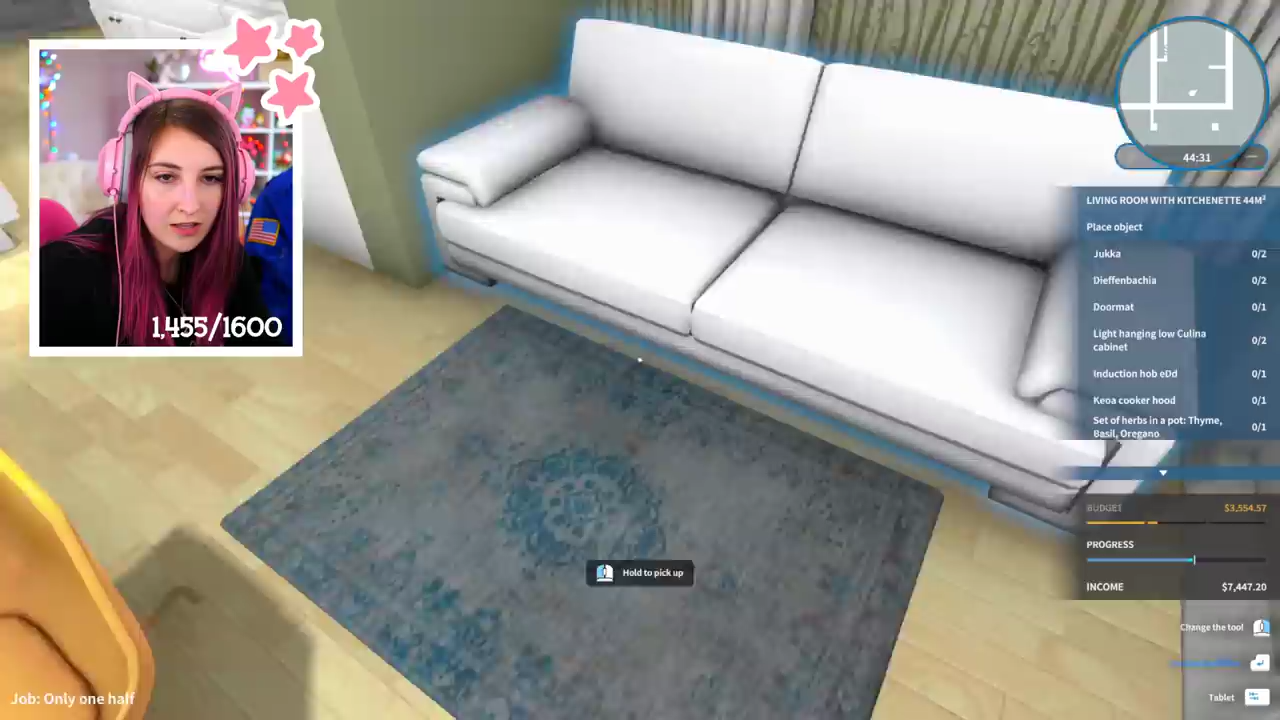 1,455/1600
44:31
LIVING ROOM WITH KITCHENETTE 44M²
Place object
Jukka 0/2
Dieffenbachia 0/2
Doormat 0/1
Light hanging low Culina
cabinet 0/2
Induction hob eDd 0/1
Keoa cooker hood 0/1
Set of herbs in a pot: Thyme,
Basil, Oregano 0/1
BUDGET $3,554.57
PROGRESS
INCOME $7,447.20
Hold to pick up
Change the tool
Tablet
Job: Only one half